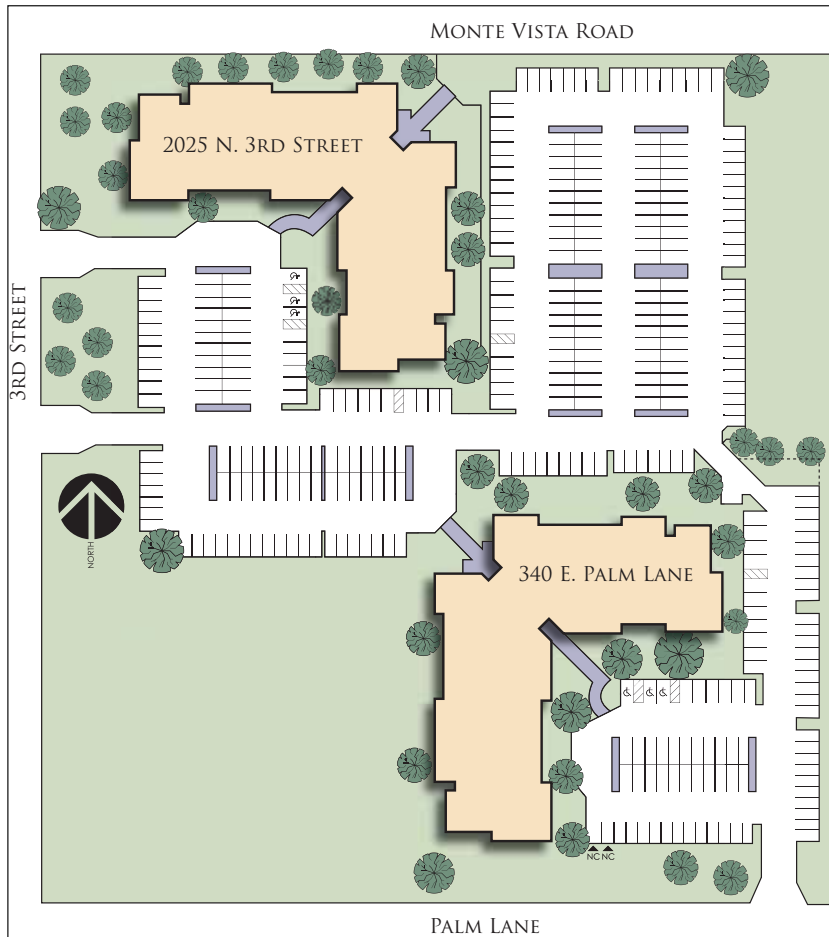 MONTE VISTA ROAD
2025 N. 3RD STREET
3RD STREET
NORTH
340 E. PALM LANE
NC NC
PALM LANE